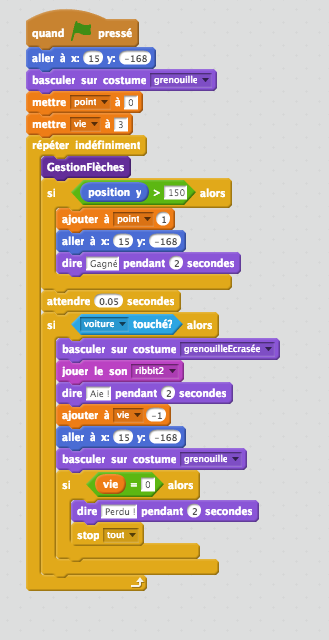 quand pressé
aller à x: 15 y: -168
basculer sur costume grenouille
mettre point à 0
mettre vie à 3
répéter indéfiniment
GestionFlèches
si position y > 150 alors
ajouter à point 1
aller à x: 15 y: -168
dire Gagné pendant 2 secondes
attendre 0.05 secondes
si voiture touché? alors
basculer sur costume grenouilleEcrasée
jouer le son ribbit2
dire Aie ! pendant 2 secondes
ajouter à vie -1
aller à x: 15 y: -168
basculer sur costume grenouille
si vie = 0 alors
dire Perdu ! pendant 2 secondes
stop tout